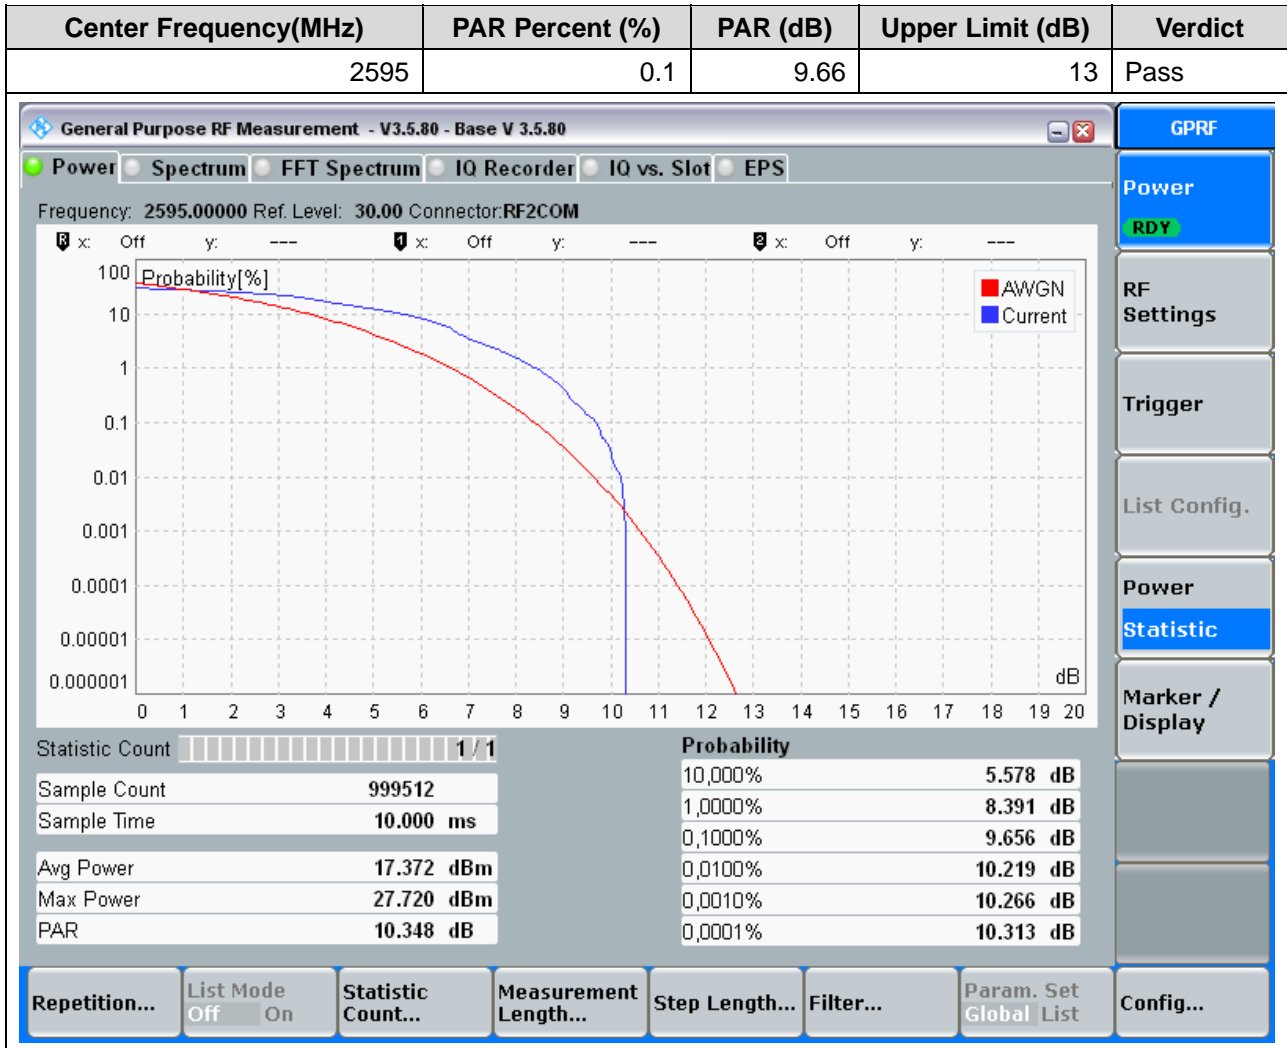 Center Frequency(MHz) PAR Percent (%) PAR (dB) Upper Limit (dB) Verdict
2595 0.1 9.66 13 Pass
General Purpose RF Measurement - V3.5.80 - Base V 3.5.80
GPRF
Power Spectrum FFT Spectrum IQ Recorder IQ vs. Slot EPS
Power
RDY
Frequency: 2595.00000 Ref. Level: 30.00 Connector:RF2COM
R x: Off y: --- 1 x: Off y: --- 2 x: Off y: ---
Probability[%]
AWGN
Current
100
10
1
0.1
0.01
0.001
0.0001
0.00001
0.000001
dB
0 1 2 3 4 5 6 7 8 9 10 11 12 13 14 15 16 17 18 19 20
RF
Settings
Trigger
List Config.
Power
Statistic
Marker /
Display
Statistic Count 1 / 1
Sample Count 999512
Sample Time 10.000 ms
Avg Power 17.372 dBm
Max Power 27.720 dBm
PAR 10.348 dB
Probability
10,000% 5.578 dB
1,0000% 8.391 dB
0,1000% 9.656 dB
0,0100% 10.219 dB
0,0010% 10.266 dB
0,0001% 10.313 dB
Repetition...
List Mode
Off On
Statistic
Count...
Measurement
Length...
Step Length...
Filter...
Param. Set
Global List
Config...